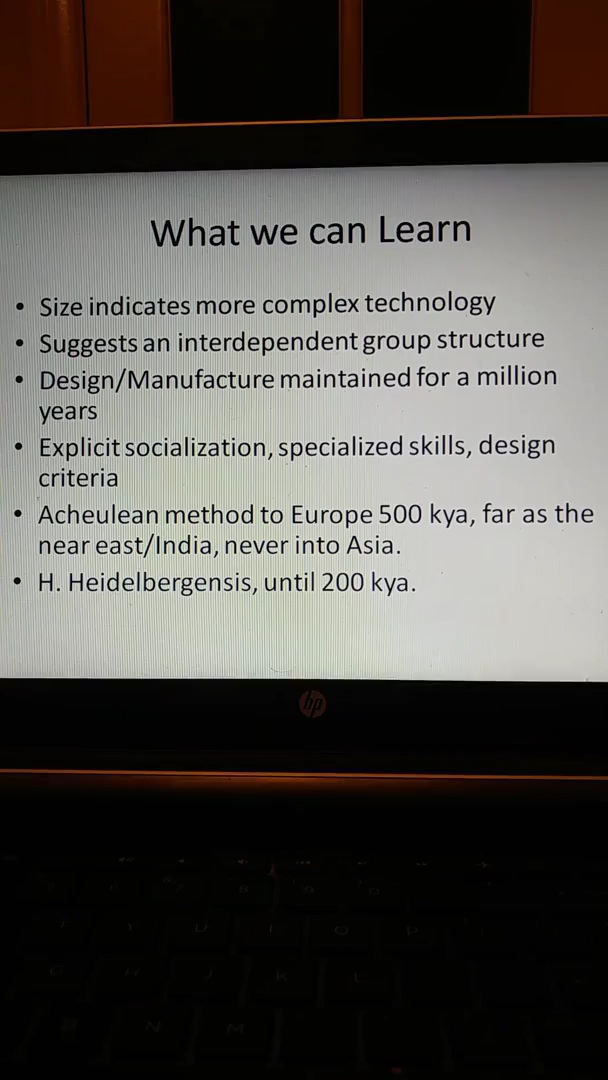 What we can Learn
• Size indicates more complex technology
• Suggests an interdependent group structure
• Design/Manufacture maintained for a million
years
• Explicit socialization, specialized skills, design
criteria
• Acheulean method to Europe 500 kya, far as the
near east/India, never into Asia.
• H. Heidelbergensis, until 200 kya.
hp
Y U I O P
H J K L
N M